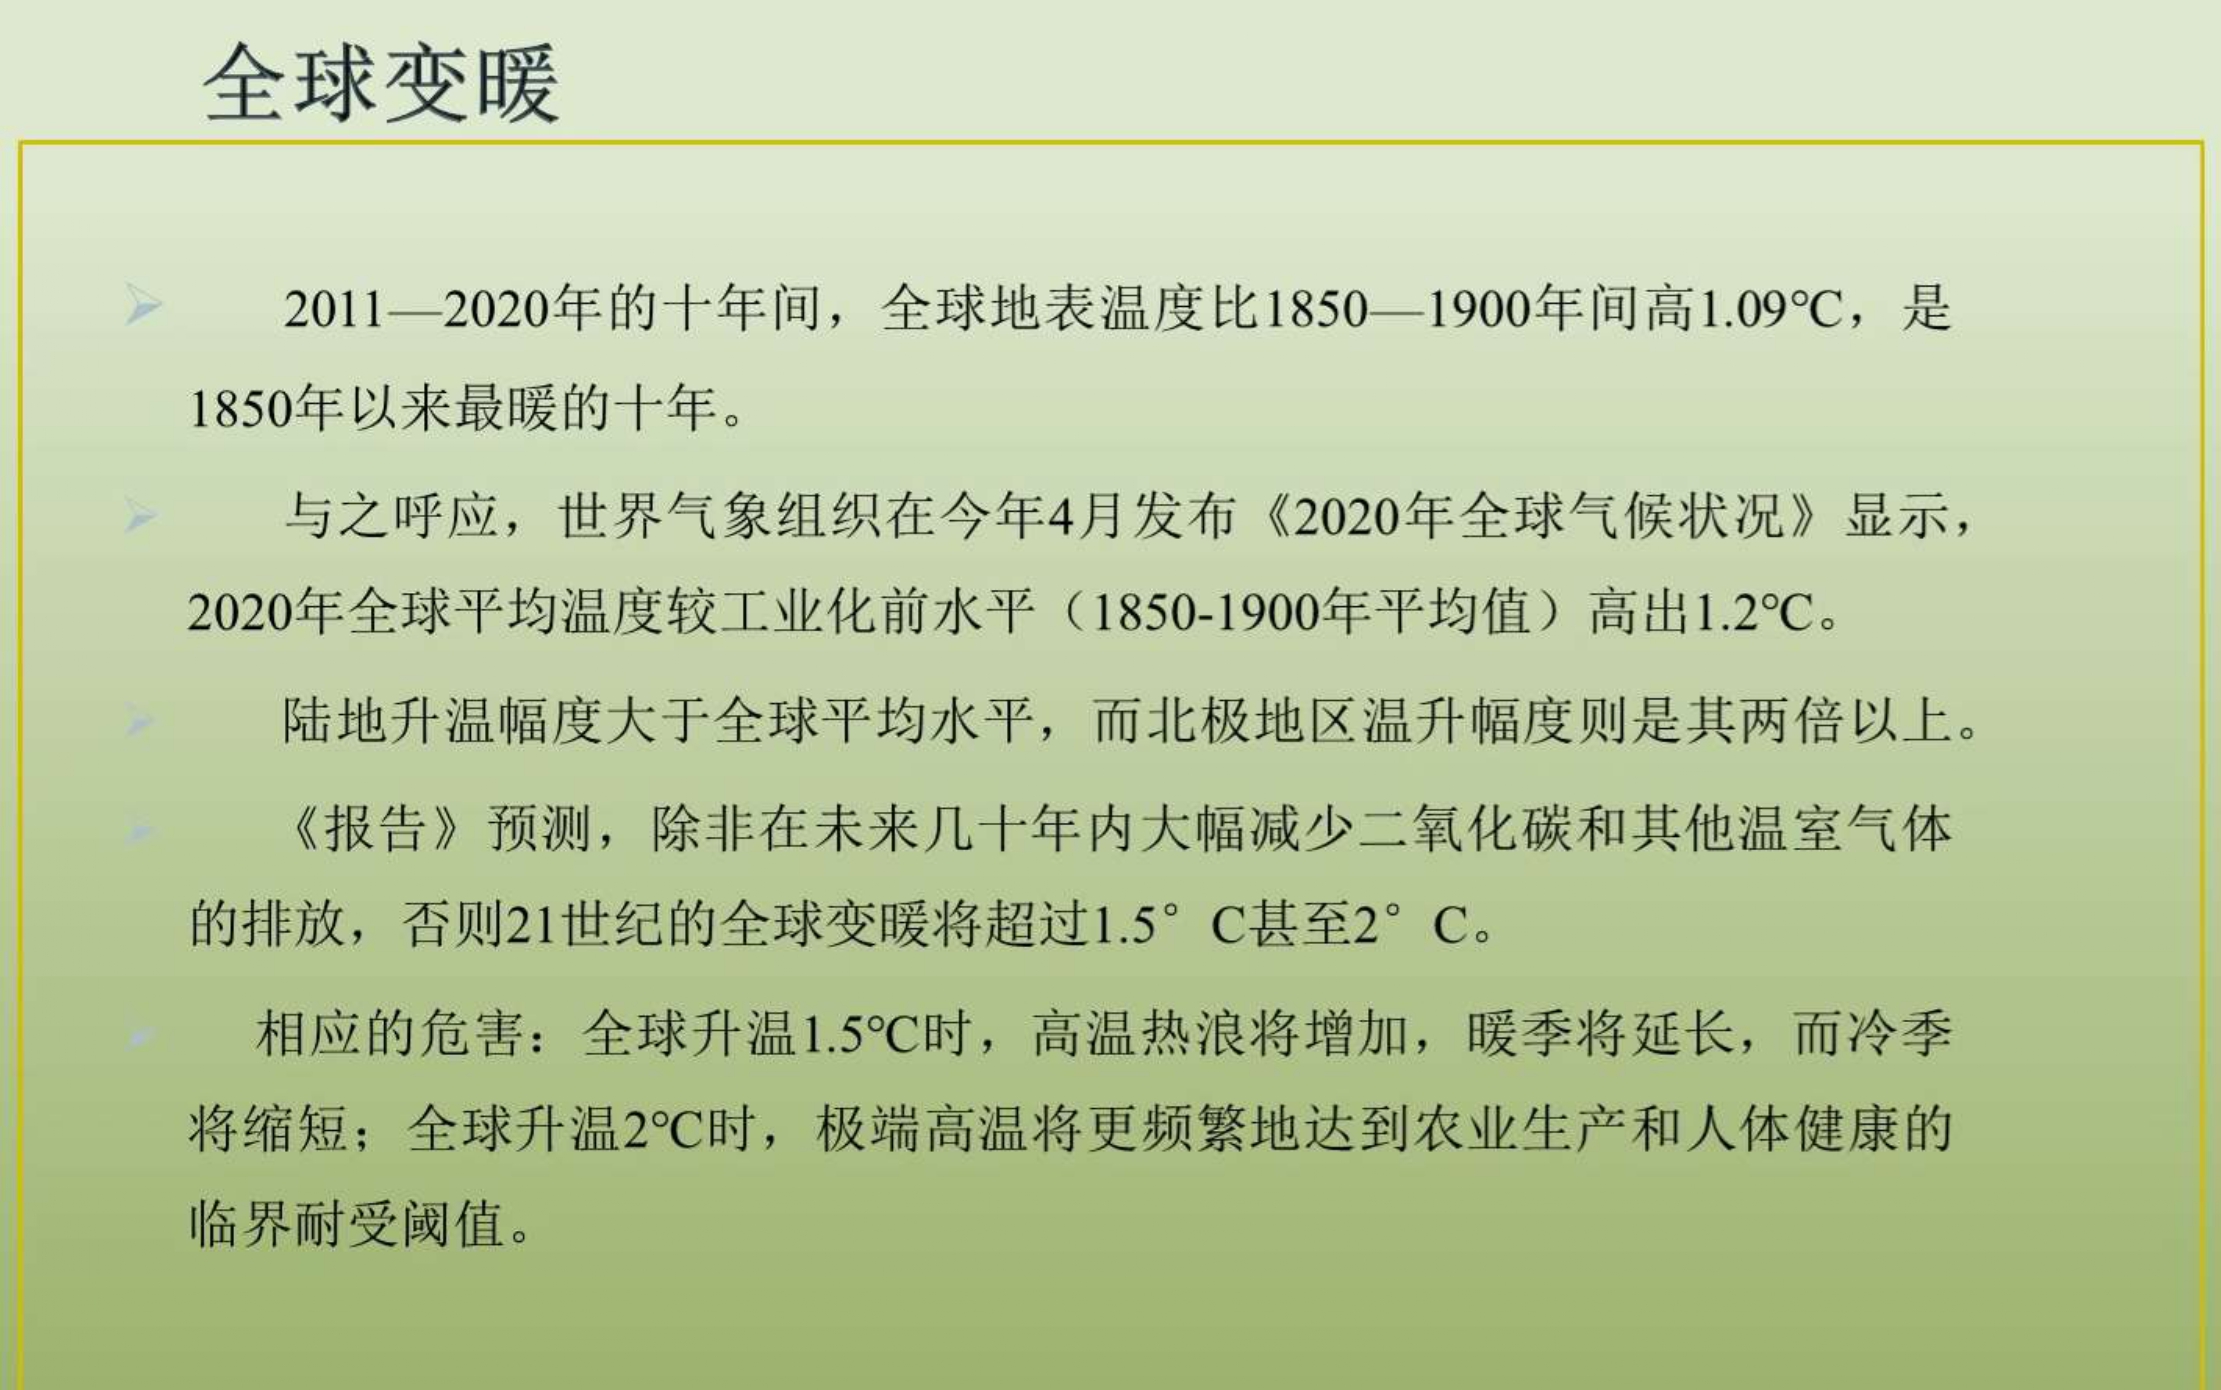 全球变暖
2011—2020年的十年间，全球地表温度比1850—1900年间高1.09℃，是
1850年以来最暖的十年。
与之呼应，世界气象组织在今年4月发布《2020年全球气候状况》显示，
2020年全球平均温度较工业化前水平（1850-1900年平均值）高出1.2℃。
陆地升温幅度大于全球平均水平，而北极地区温升幅度则是其两倍以上。
《报告》预测，除非在未来几十年内大幅减少二氧化碳和其他温室气体
的排放，否则21世纪的全球变暖将超过1.5°C甚至2°C。
相应的危害：全球升温1.5℃时，高温热浪将增加，暖季将延长，而冷季
将缩短；全球升温2℃时，极端高温将更频繁地达到农业生产和人体健康的
临界耐受阈值。